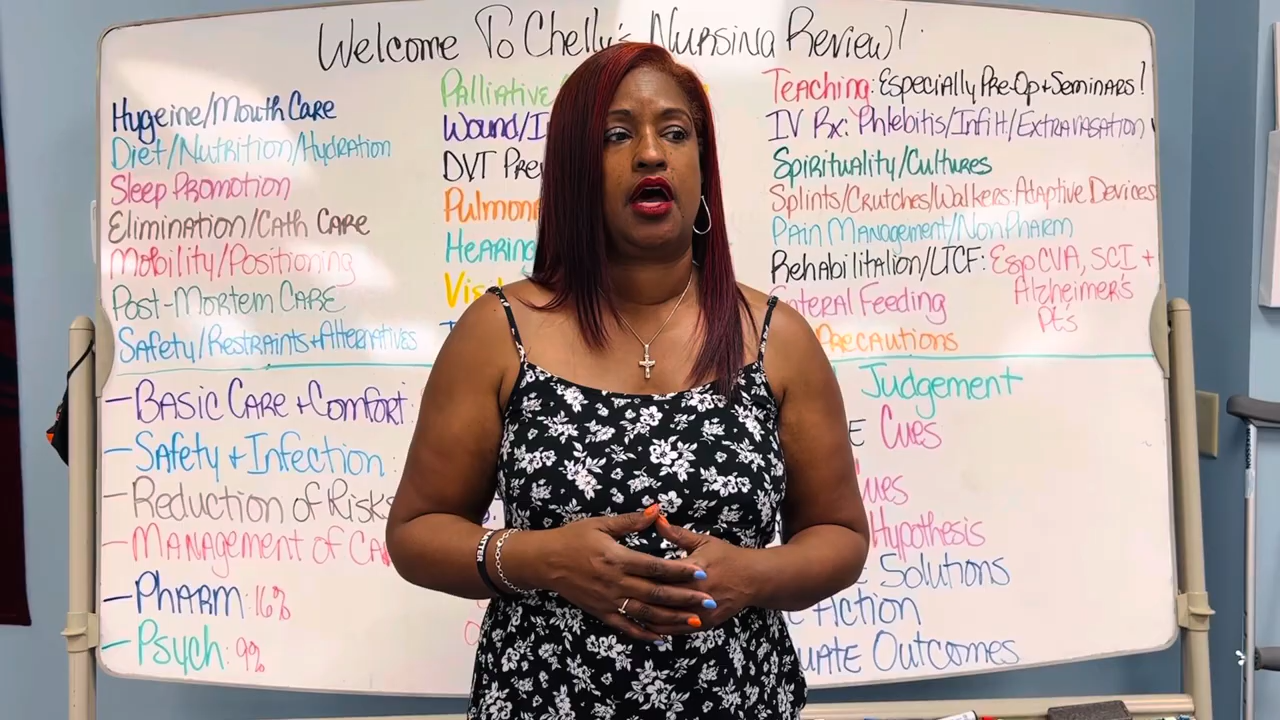 Welcome To Chelly's Nursing Review!
Hygeine/Mouth Care
Diet/Nutrition/Hydration
Sleep Promotion
Elimination/Cath Care
Mobility/Positioning
Post-Mortem Care
Safety/Restraints+Alternatives
Palliative
Wound/I
DVT Prev
Pulmon
Hearing
Teaching: Especially Pre-Op+Seminars!
IV Rx: Phlebitis/Infilt/Extravasation
Spirituality/Cultures
Splints/Crutches/Walkers: Adaptive Devices
Pain Management/NonPharm
Rehabilitalion/LTCF: Esp CVA, SCI +
Alzheimer's
Pt's
Enteral Feeding
Precautions
- Basic Care + Comfort:
- Safety + Infection:
- Reduction of Risks
- Management of Ca
- Pharm: 16%
- Psych: 9%
Judgement
Cues
ues
Hypothesis
Solutions
Action
uate Outcomes